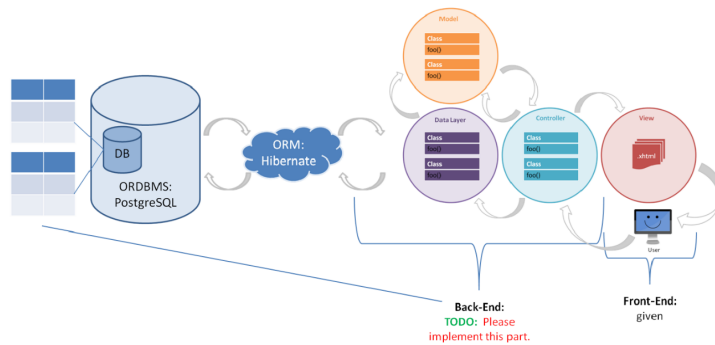 Model
Class
foo()
Class
foo()
DB
ORDBMS:
PostgreSQL
ORM:
Hibernate
Data Layer
Class
foo()
Class
foo()
Controller
Class
foo()
Class
foo()
View
.xhtml
User
Back-End:
TODO: Please
implement this part.
Front-End:
given